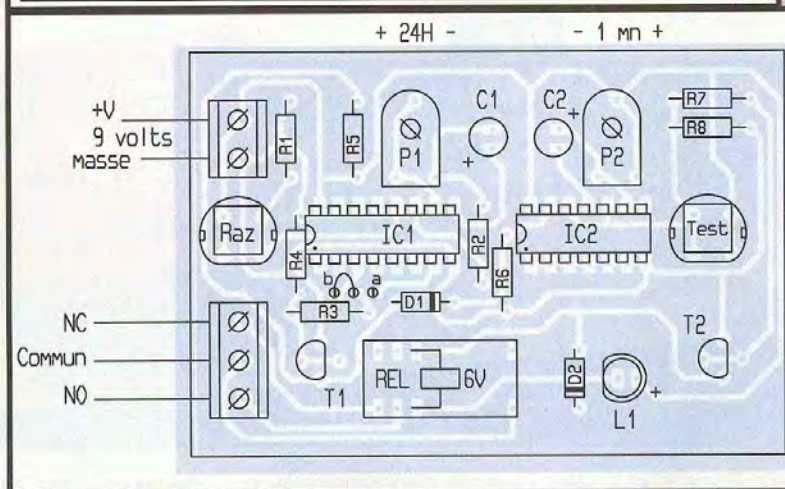 + 24H - - 1 mn +
C1 C2 R7
+V R1 R5 P1 + + P2 R8
9 volts
masse
Raz R4 IC1 R2 R6 IC2 Test
b a
R3 D1
NC
Commun T1 REL 6V D2 L1 + T2
NO